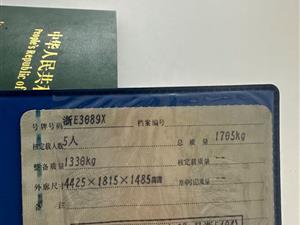 中华人民共和
People's Republic of
号牌号码 浙E3089X 档案编号
核定载人数 5人 总质量 1705kg
整备质量 1330kg 核定载质量 --
外廓尺寸 4425×1815×1485mm 准牵引总质量 --
备注